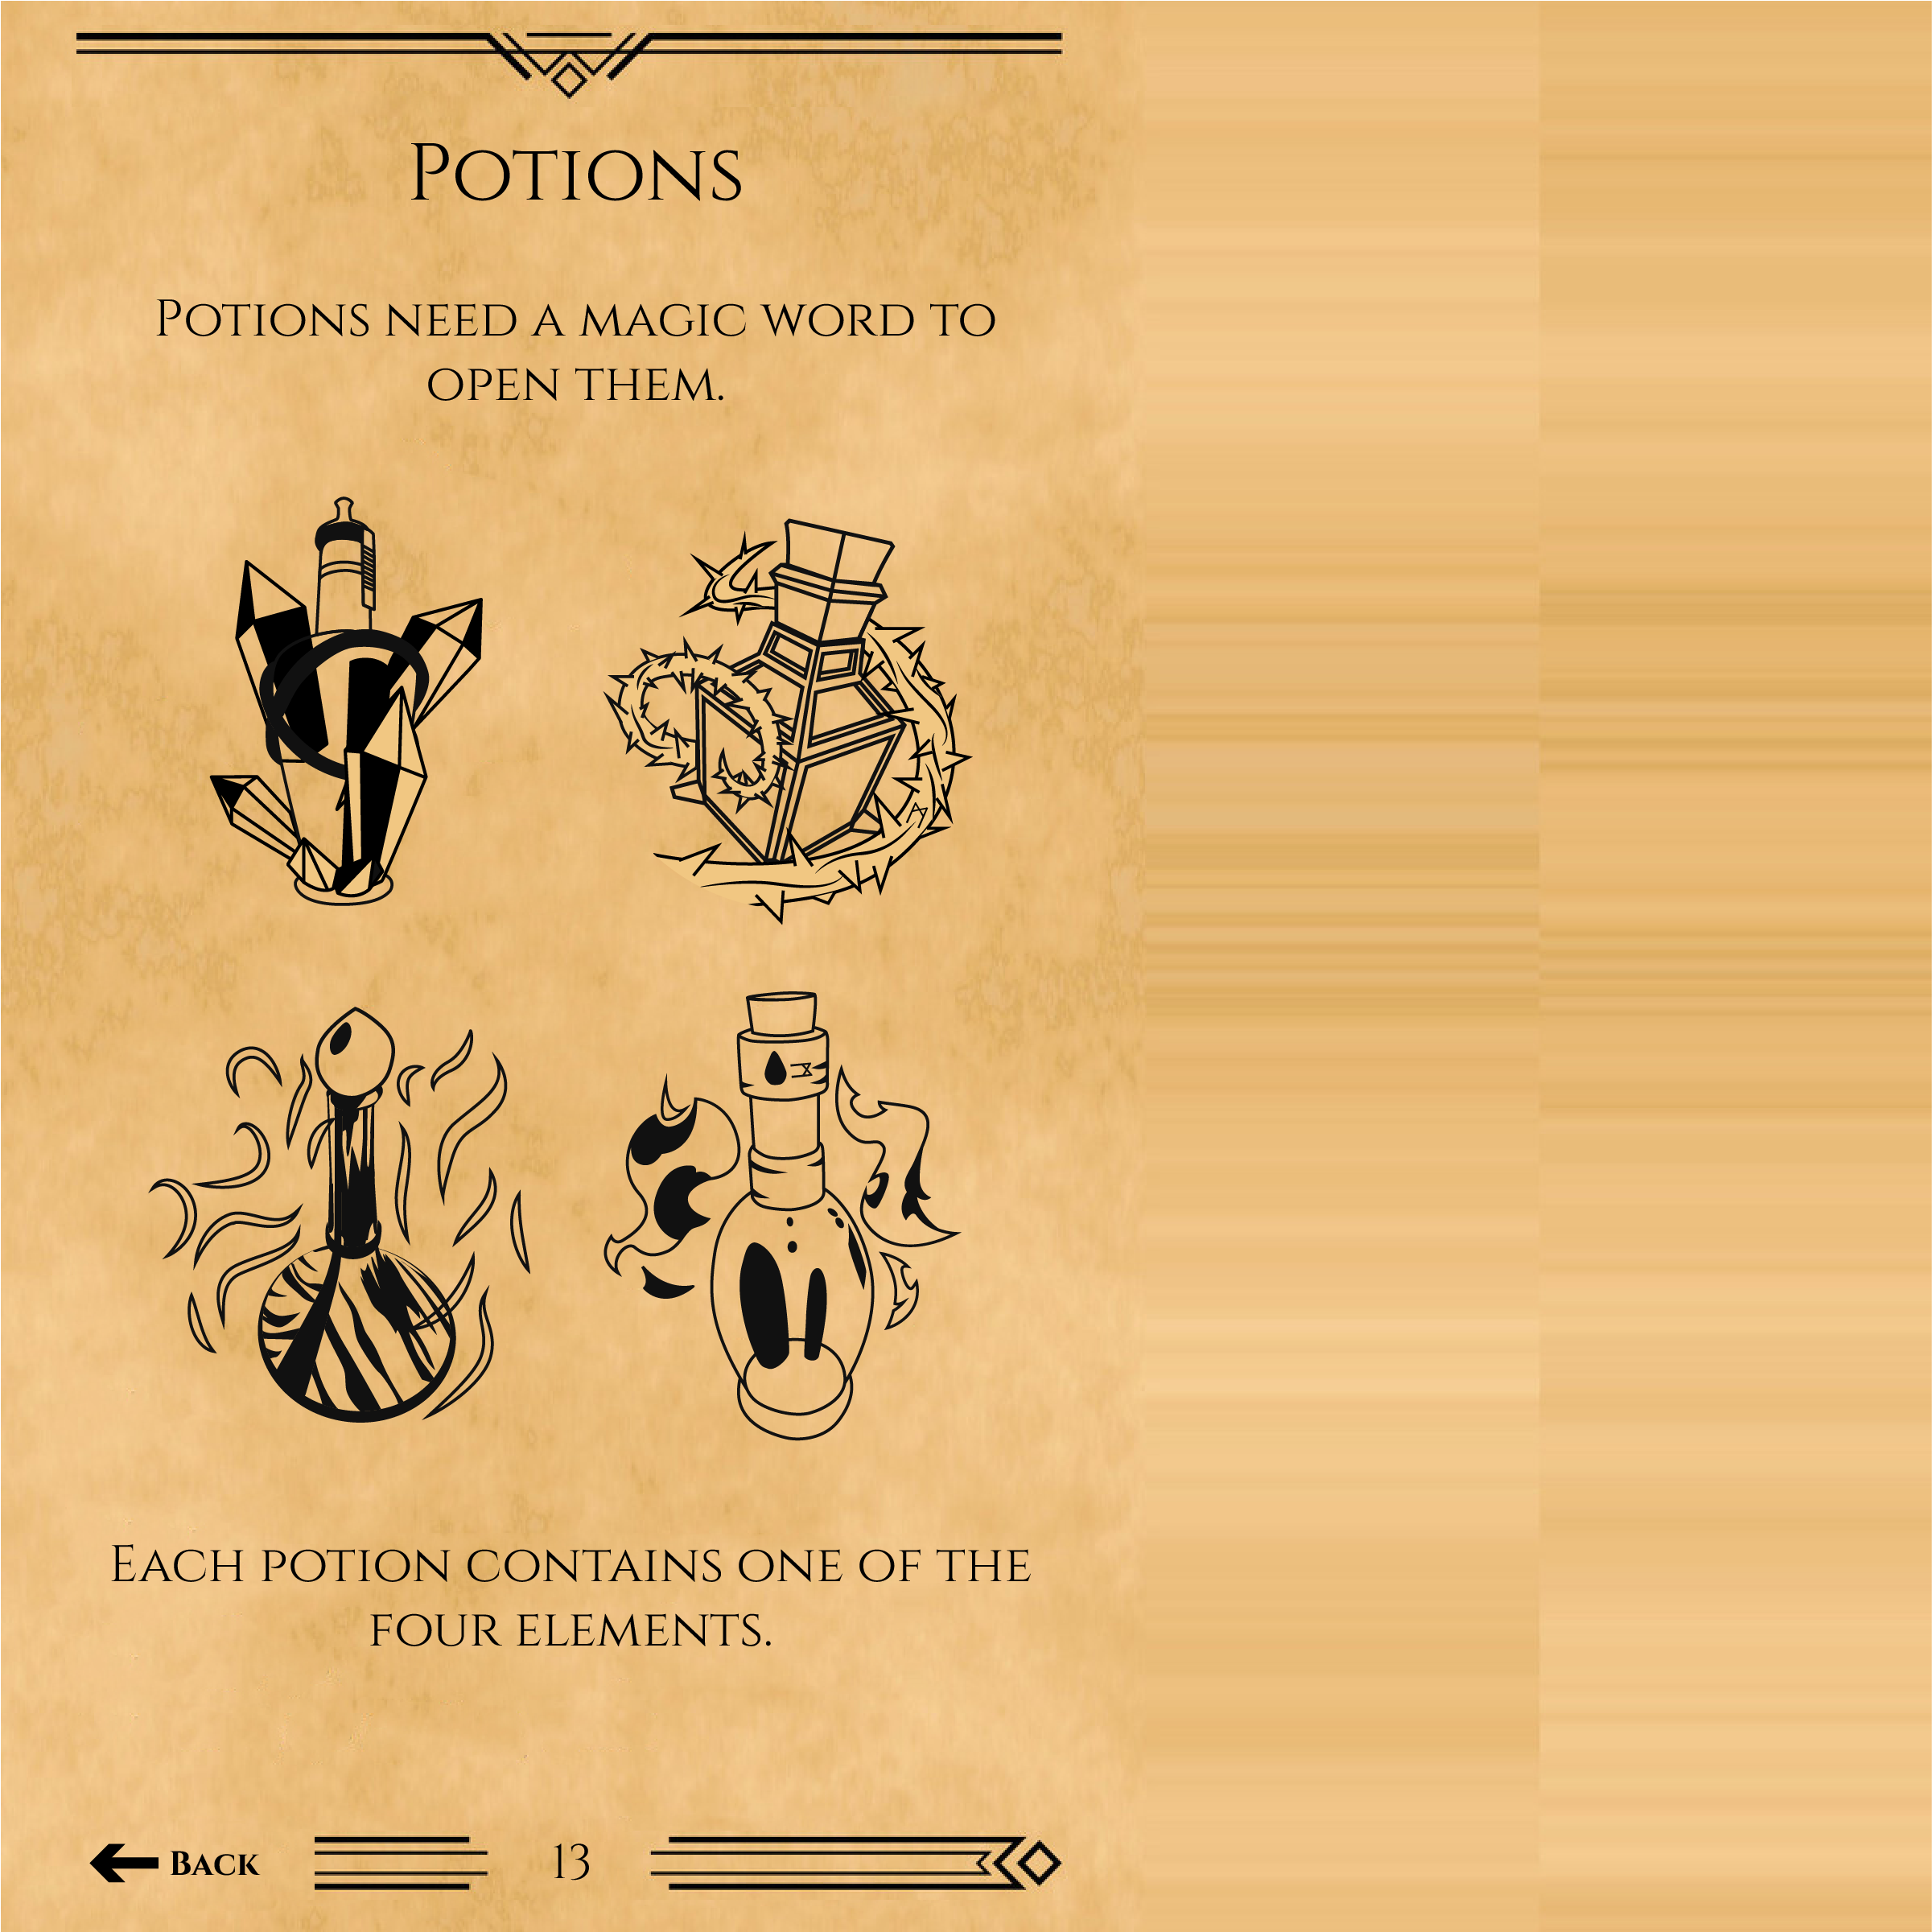 Potions
Potions need a magic word to
open them.
Each potion contains one of the
four elements.
Back
13